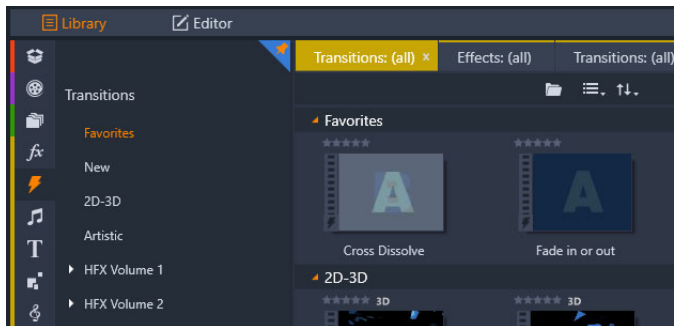 Library
Editor
Transitions
Favorites
New
2D-3D
Artistic
HFX Volume 1
HFX Volume 2
fx
T
Transitions: (all) ×
Effects: (all)
Transitions: (all)
Favorites
A
A
Cross Dissolve
Fade in or out
2D-3D
3D
3D